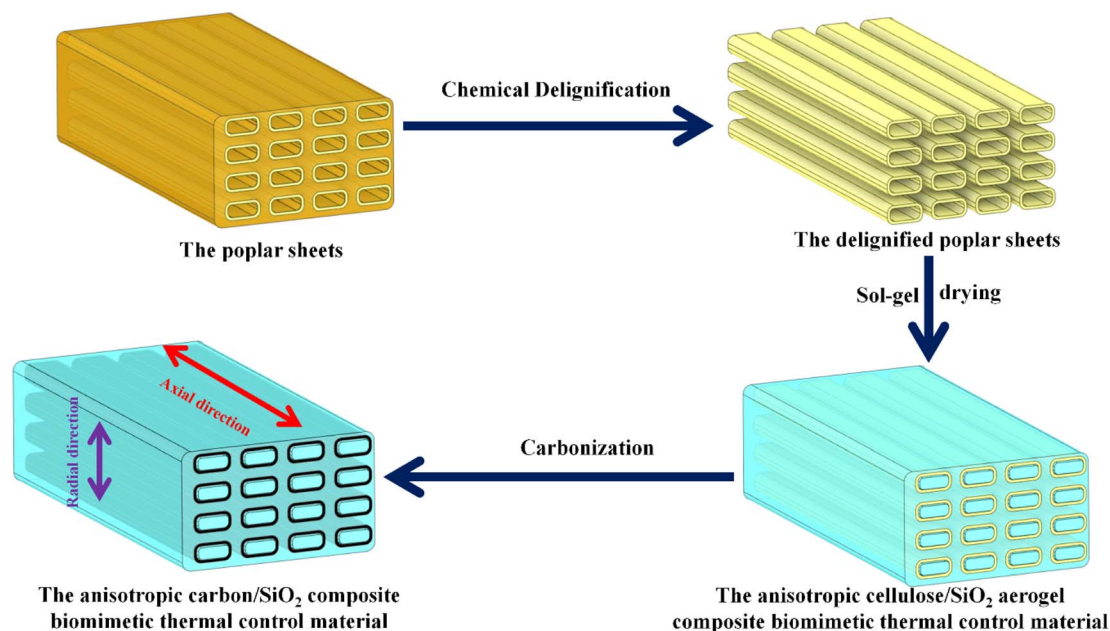 Chemical Delignification
The poplar sheets
The delignified poplar sheets
Sol-gel drying
Axial direction
Radial direction
Carbonization
The anisotropic carbon/SiO₂ composite
biomimetic thermal control material
The anisotropic cellulose/SiO₂ aerogel
composite biomimetic thermal control material